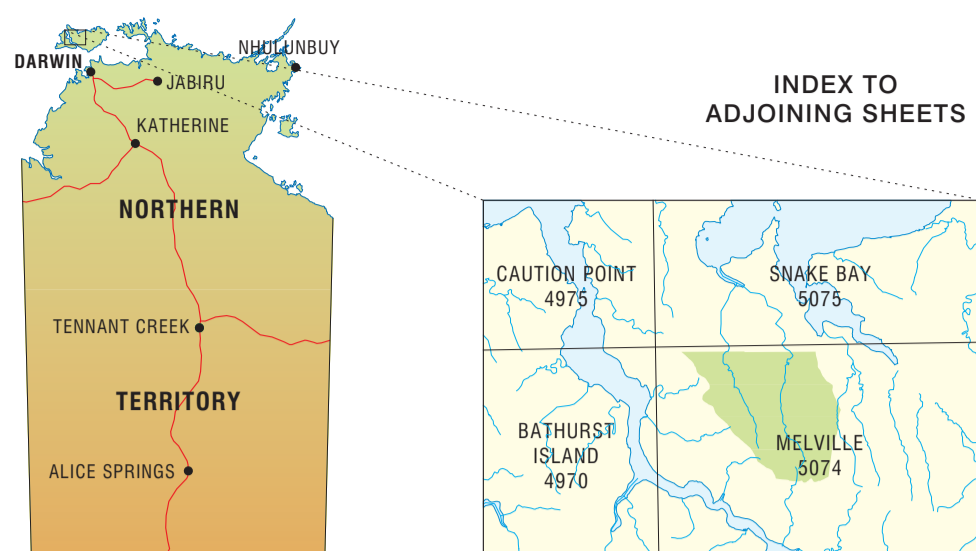 NHULUNBUY
DARWIN
JABIRU
KATHERINE
NORTHERN
TENNANT CREEK
TERRITORY
ALICE SPRINGS
INDEX TO
ADJOINING SHEETS
CAUTION POINT
4975
SNAKE BAY
5075
BATHURST
ISLAND
4970
MELVILLE
5074